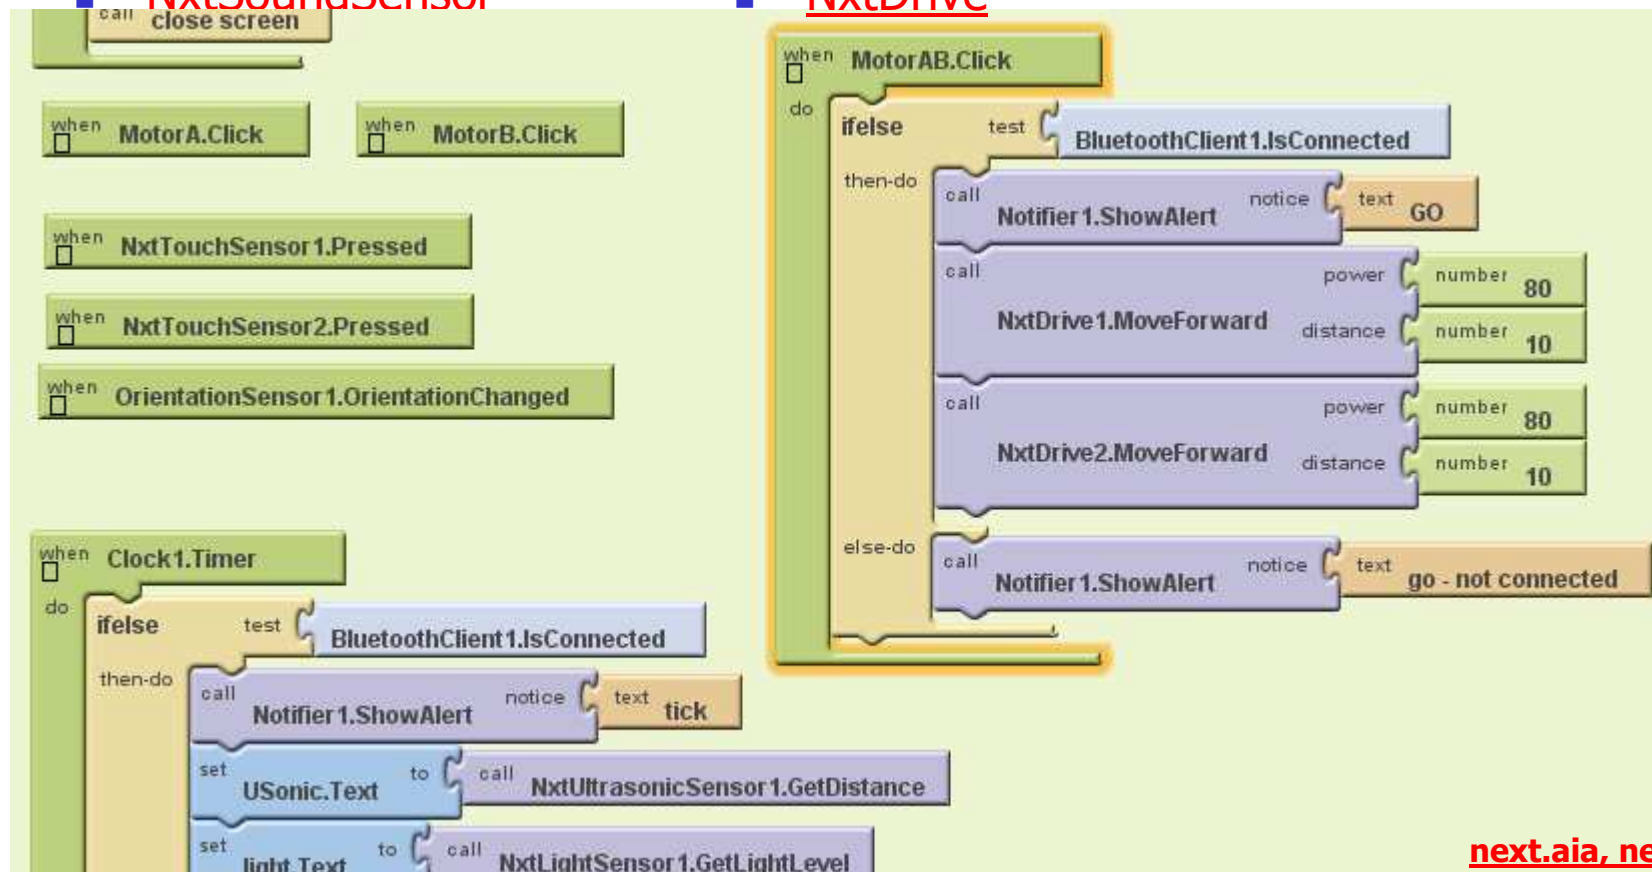 NxtSoundSensor
NxtDrive
call close screen
when MotorA.Click
when MotorB.Click
when NxtTouchSensor1.Pressed
when NxtTouchSensor2.Pressed
when OrientationSensor1.OrientationChanged
when Clock1.Timer
do ifelse test BluetoothClient1.IsConnected
then-do call Notifier1.ShowAlert notice text tick
set USonic.Text to call NxtUltrasonicSensor1.GetDistance
set light.Text to call NxtLightSensor1.GetLightLevel
when MotorAB.Click
do ifelse test BluetoothClient1.IsConnected
then-do call Notifier1.ShowAlert notice text GO
call NxtDrive1.MoveForward power number 80
distance number 10
call NxtDrive2.MoveForward power number 80
distance number 10
else-do call Notifier1.ShowAlert notice text go - not connected
next.aia, ne